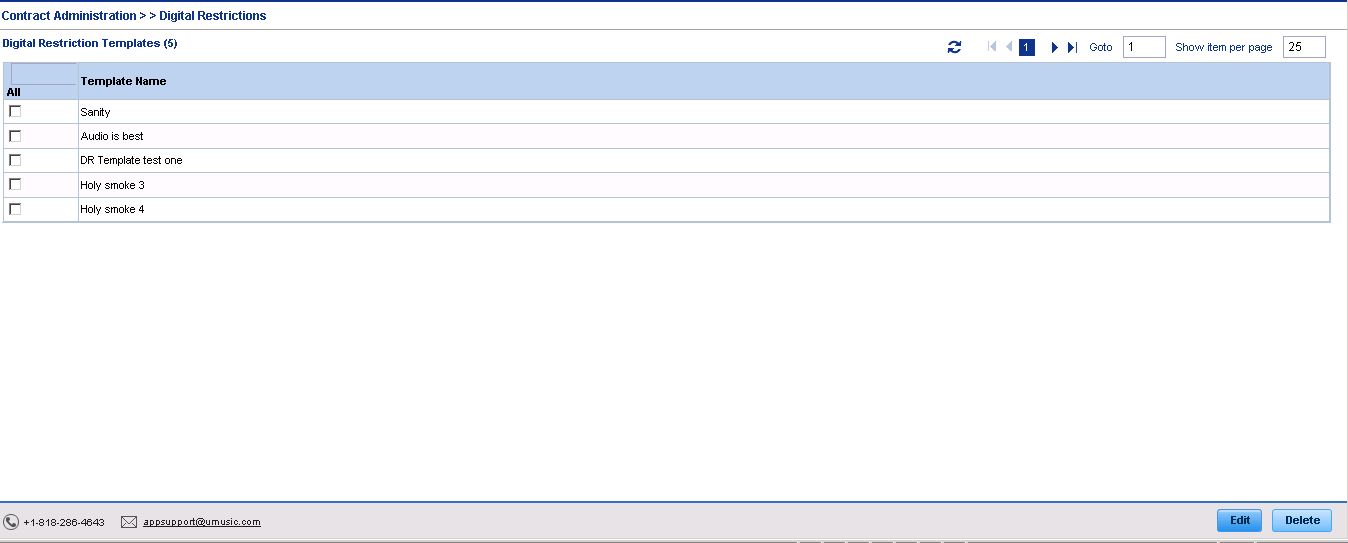 Contract Administration > > Digital Restrictions
Digital Restriction Templates (5)
1 Goto 1 Show item per page 25
All Template Name
Sanity
Audio is best
DR Template test one
Holy smoke 3
Holy smoke 4
+1-818-286-4643 appsupport@umusic.com Edit Delete